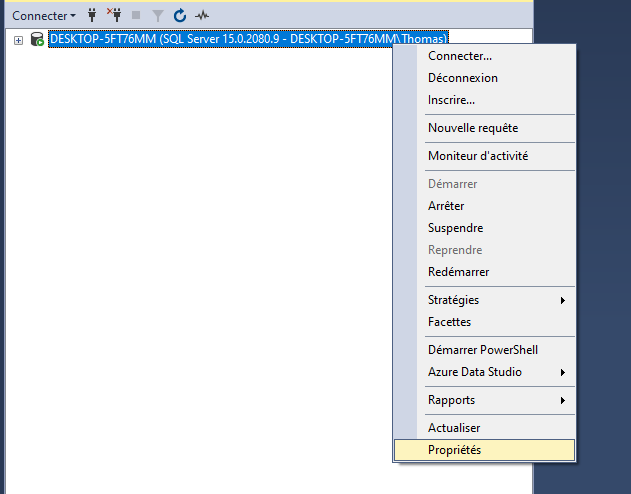 Connecter
DESKTOP-5FT76MM (SQL Server 15.0.2080.9 - DESKTOP-5FT76MM\Thomas)
Connecter...
Déconnexion
Inscrire...
Nouvelle requête
Moniteur d'activité
Démarrer
Arrêter
Suspendre
Reprendre
Redémarrer
Stratégies
Facettes
Démarrer PowerShell
Azure Data Studio
Rapports
Actualiser
Propriétés